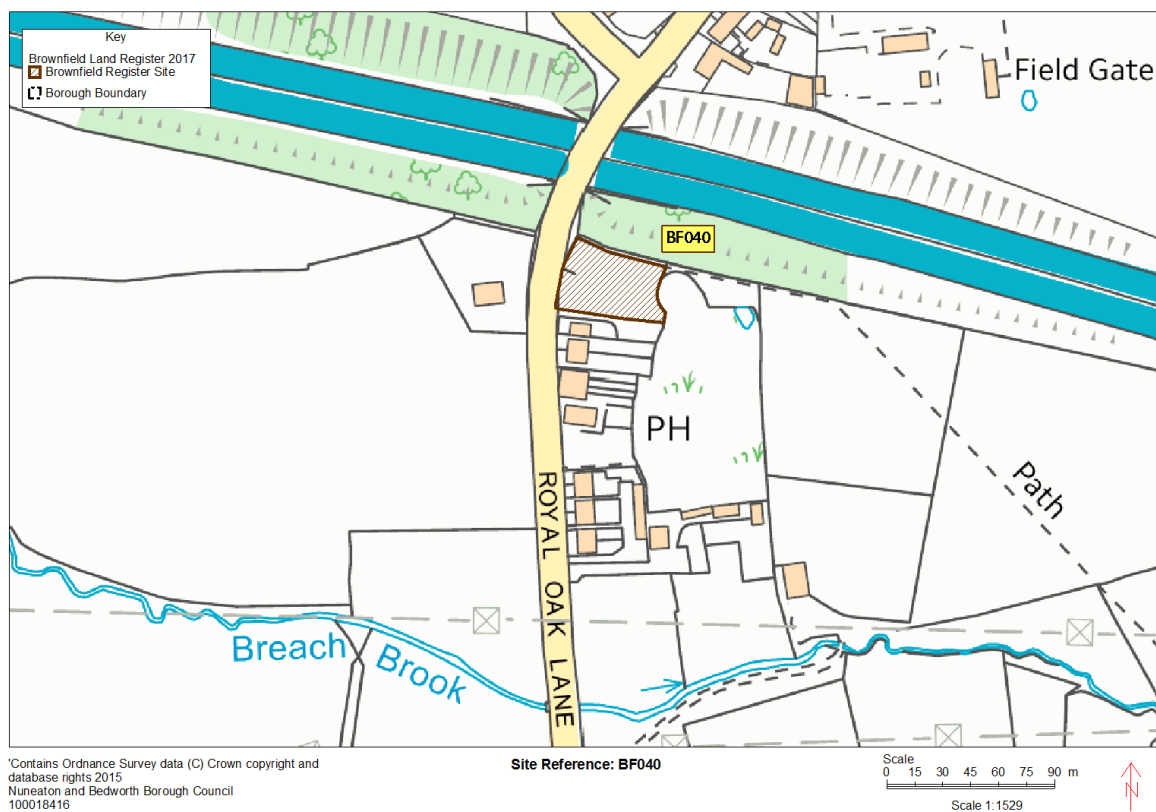 Key
Brownfield Land Register 2017
Brownfield Register Site
Borough Boundary
Field Gate
BF040
PH
Path
ROYAL OAK LANE
Breach Brook
'Contains Ordnance Survey data (C) Crown copyright and
database rights 2015
Nuneaton and Bedworth Borough Council
100018416
Site Reference: BF040
Scale
0 15 30 45 60 75 90 m
Scale 1:1529
N